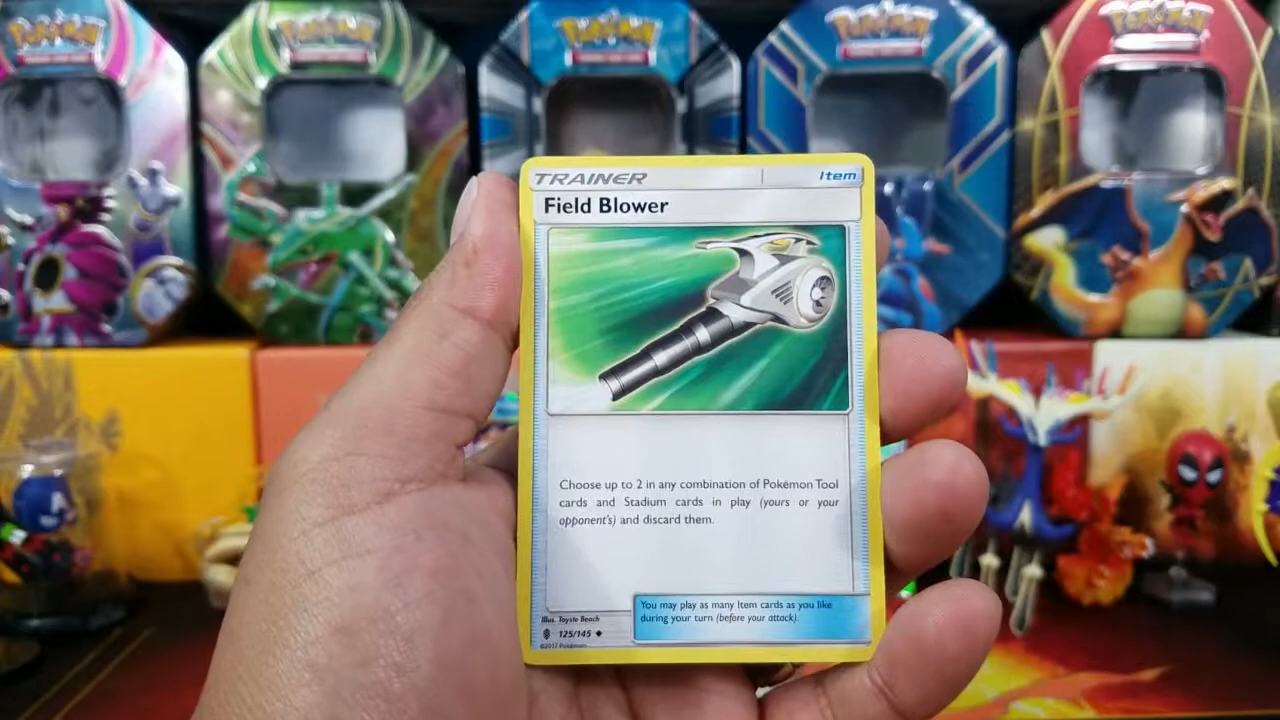 Pokémon
Pokémon
Pokémon
Pokémon
Pokémon
TRAINER
Item
Field Blower
Choose up to 2 in any combination of Pokémon Tool
cards and Stadium cards in play (yours or your
opponent's) and discard them.
You may play as many Item cards as you like
during your turn (before your attack).
Illus. Toyste Beach
125/145
©2017 Pokémon